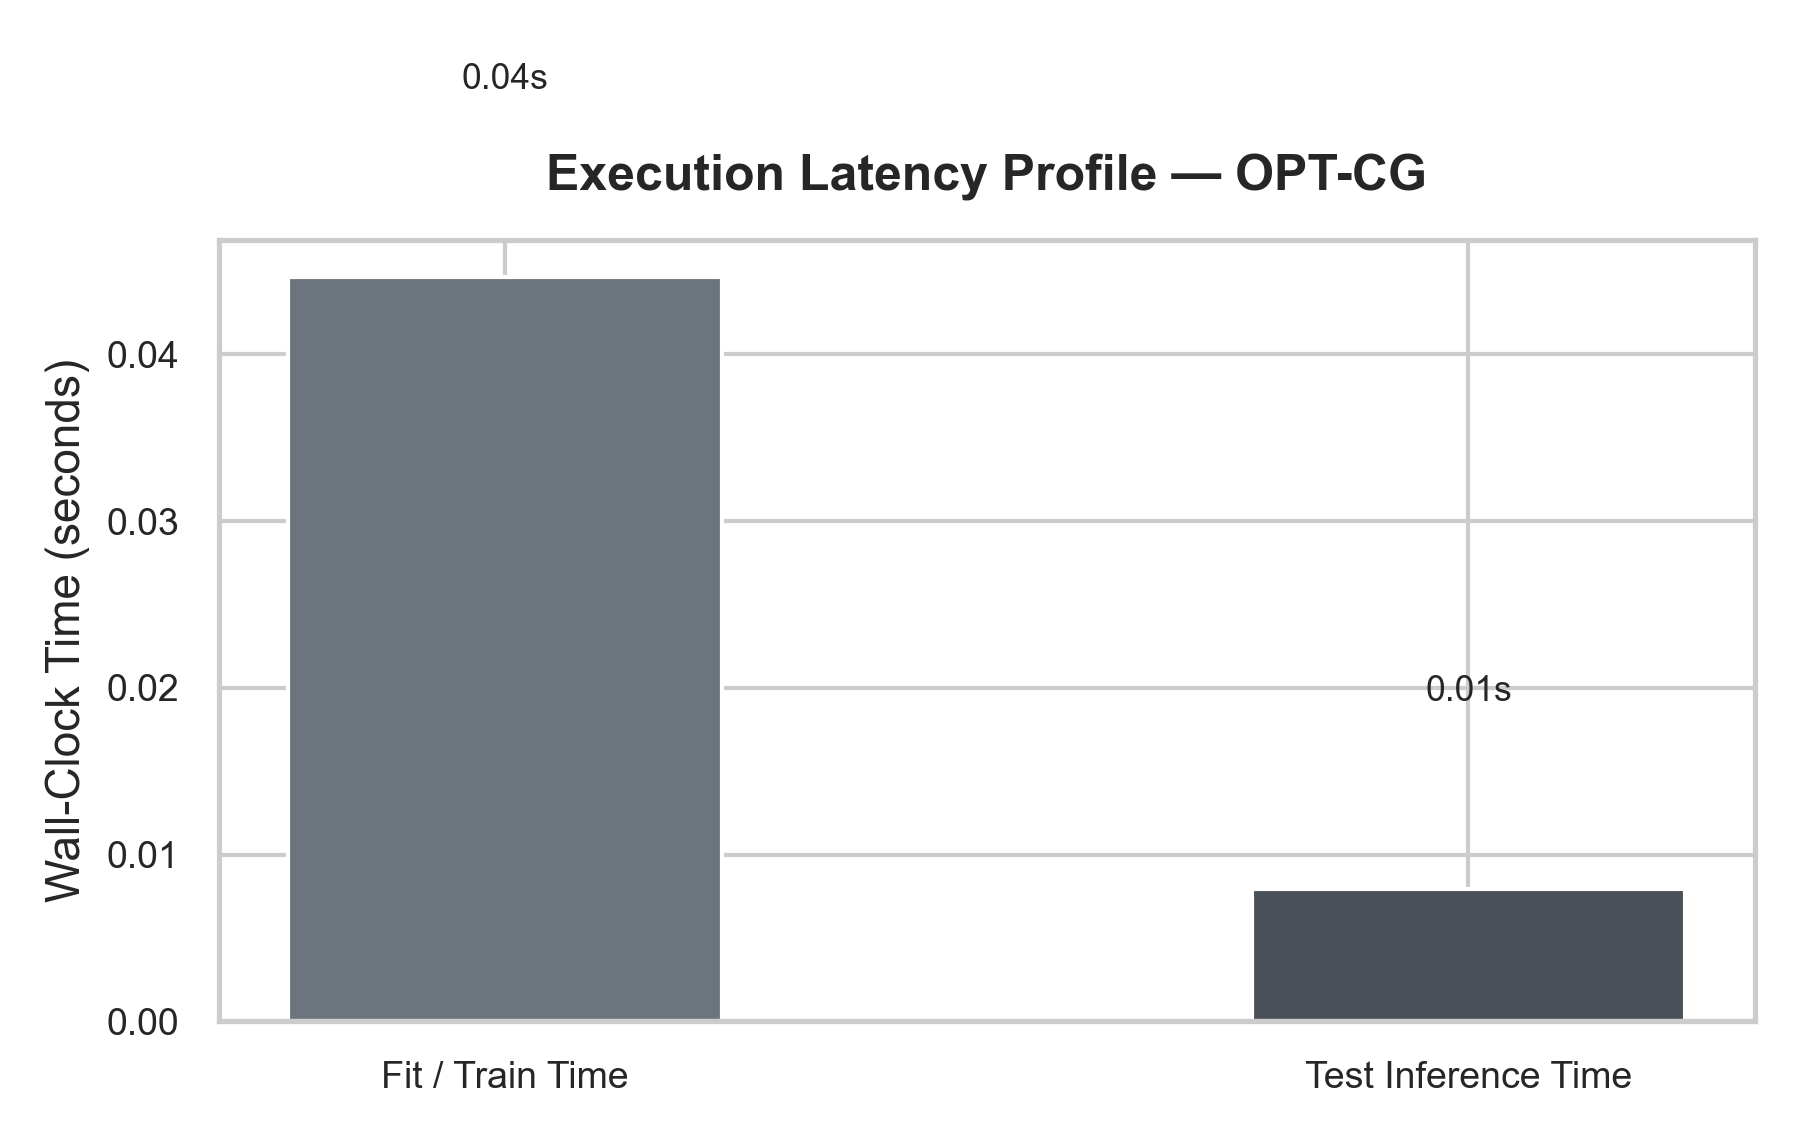 0.04s
Execution Latency Profile — OPT-CG
Wall-Clock Time (seconds)
0.04
0.03
0.02
0.01s
0.01
0.00
Fit / Train Time
Test Inference Time